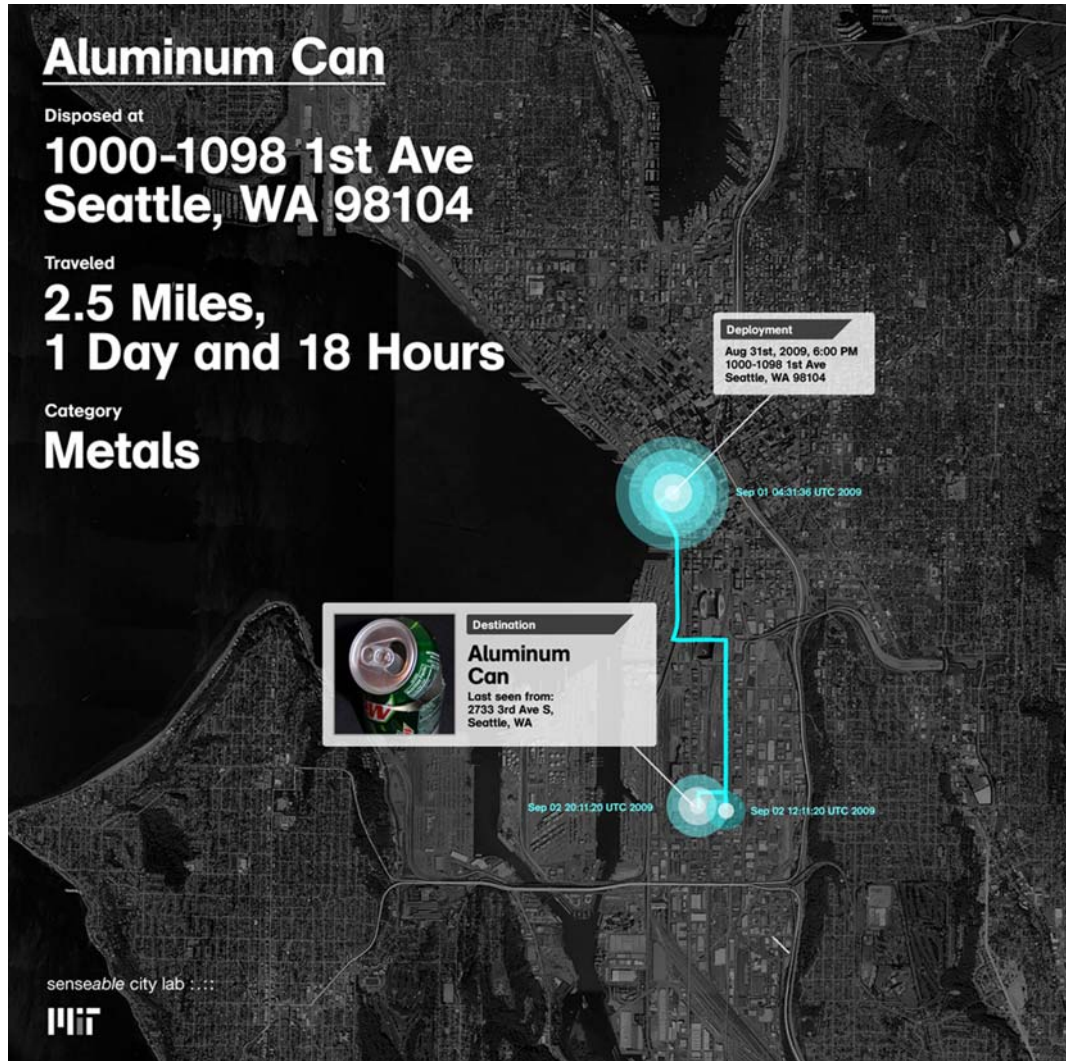 Aluminum Can
Disposed at
1000-1098 1st Ave
Seattle, WA 98104
Traveled
2.5 Miles,
1 Day and 18 Hours
Category
Metals
Deployment
Aug 31st, 2009, 6:00 PM
1000-1098 1st Ave
Seattle, WA 98104
Sep 01 04:31:36 UTC 2009
Destination
Aluminum
Can
Last seen from:
2733 3rd Ave S,
Seattle, WA
Sep 02 20:11:20 UTC 2009
Sep 02 12:11:20 UTC 2009
senseable city lab :.::
MIT